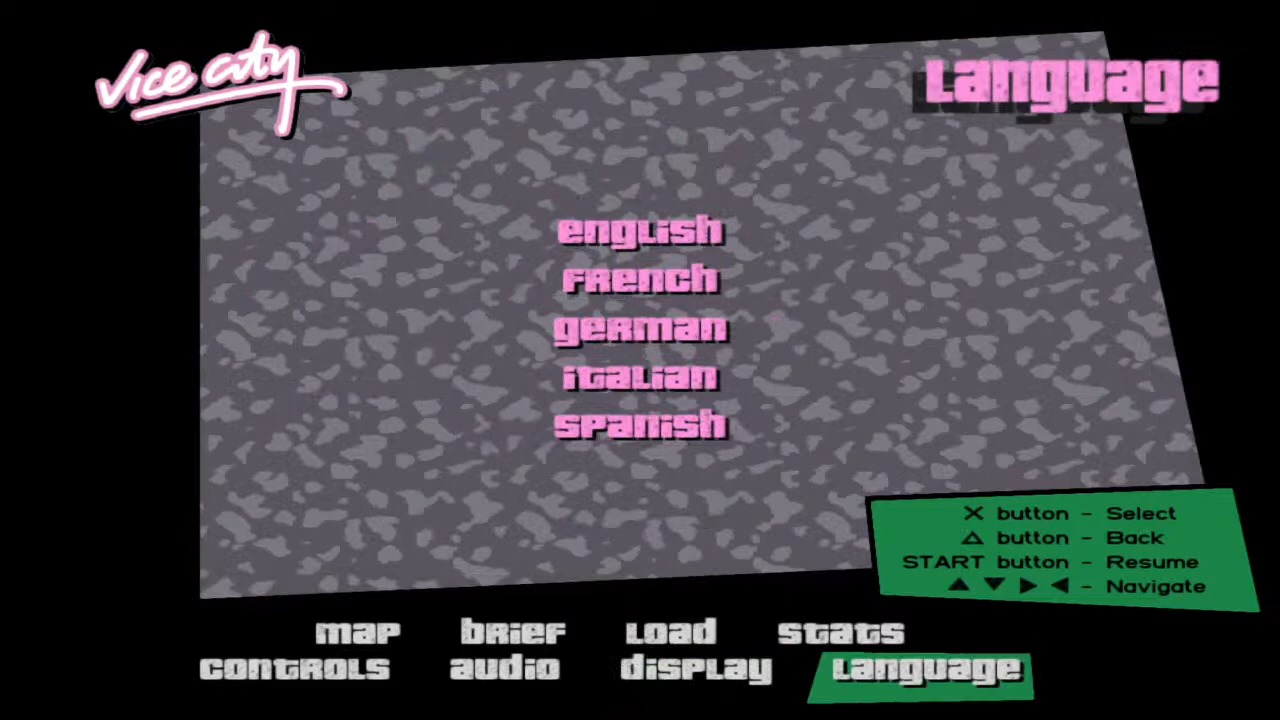 vice city
Language
english
French
german
italian
spanish
✕ button - Select
△ button - Back
START button - Resume
▲ ▼ ▶ ◀ - Navigate
map brief Load stats
controls audio display Language